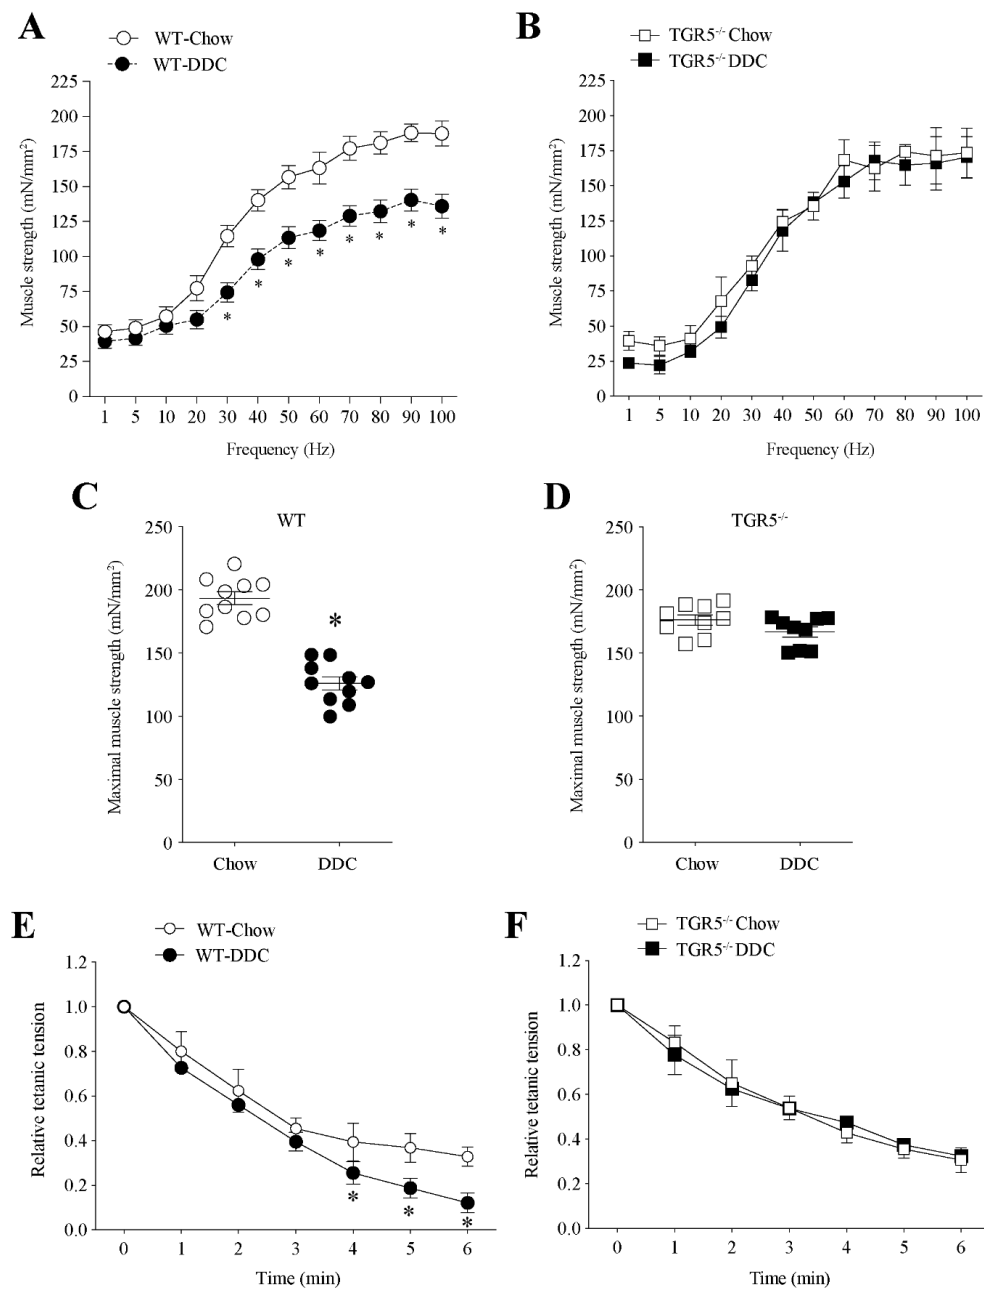 A
WT-Chow
WT-DDC
225
200
175
150
125
100
75
50
25
0
Muscle strength (mN/mm²)
* * * * * * * *
1 5 10 20 30 40 50 60 70 80 90 100
Frequency (Hz)
B
TGR5-/- Chow
TGR5-/- DDC
225
200
175
150
125
100
75
50
25
0
Muscle strength (mN/mm²)
1 5 10 20 30 40 50 60 70 80 90 100
Frequency (Hz)
C
WT
250
200
150
100
50
0
Maximal muscle strength (mN/mm²)
*
Chow DDC
D
TGR5-/-
250
200
150
100
50
0
Maximal muscle strength (mN/mm²)
Chow DDC
E
WT-Chow
WT-DDC
1.2
1.0
0.8
0.6
0.4
0.2
0.0
Relative tetanic tension
* * *
0 1 2 3 4 5 6
Time (min)
F
TGR5-/- Chow
TGR5-/- DDC
1.2
1.0
0.8
0.6
0.4
0.2
0.0
Relative tetanic tension
0 1 2 3 4 5 6
Time (min)